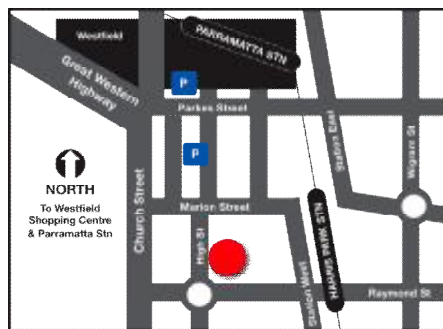 Westfield
PARRAMATTA STN
Great Western
Highway
P
Parkes Street
P
Station East
Wigram St
NORTH
To Westfield
Shopping Centre
& Parramatta Stn
Church Street
Marion Street
High St
HARRIS PARK STN
Station West
Raymond St